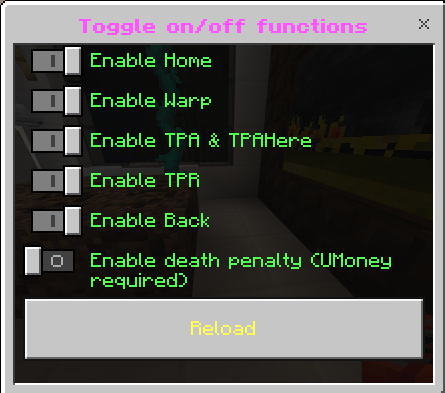 Toggle on/off functions
Enable Home
Enable Warp
Enable TPA & TPAHere
Enable TPR
Enable Back
Enable death penalty (UMoney
required)
Reload